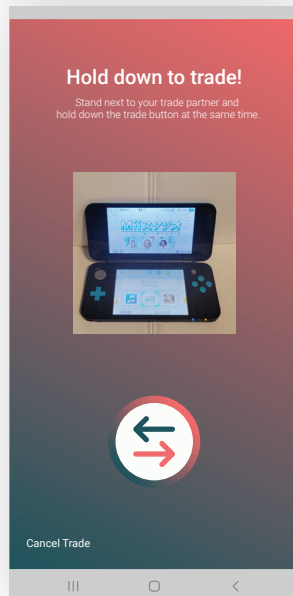 Hold down to trade!
Stand next to your trade partner and
hold down the trade button at the same time.
Miiスタジオ
Cancel Trade